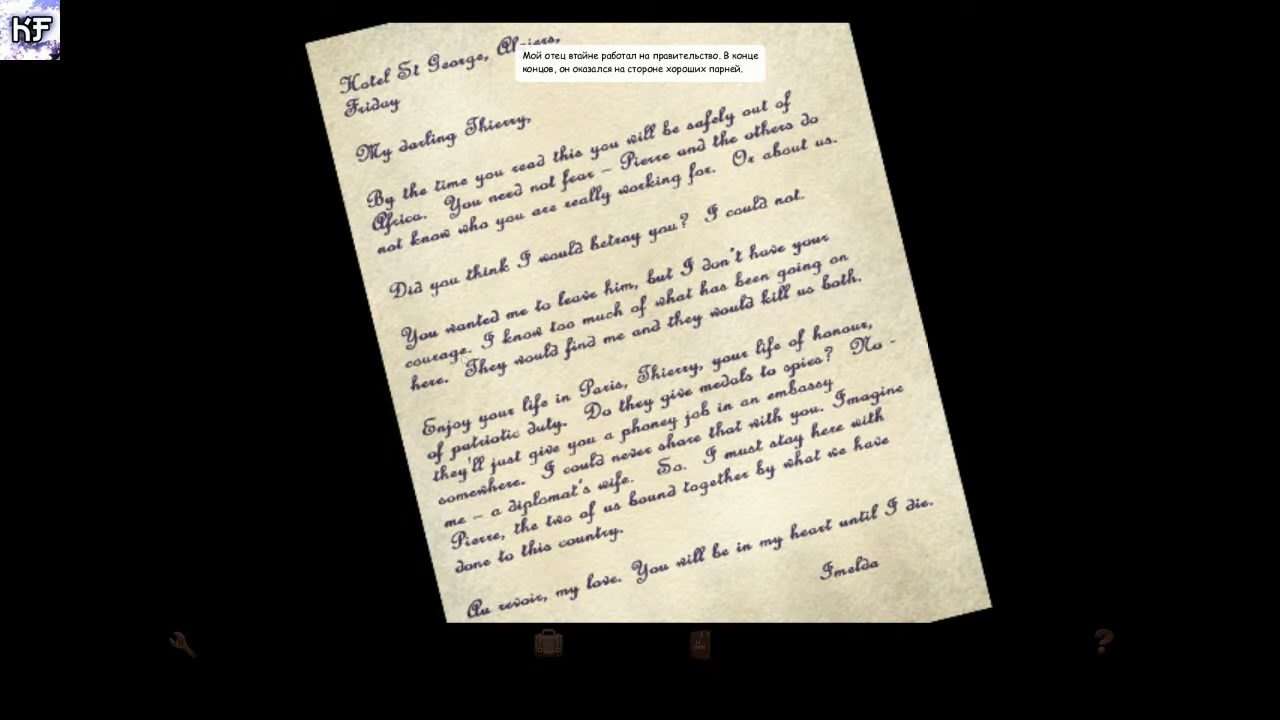 KF
Hotel St George, Algiers,
Мой отец втайне работал на правительство. В конце
концов, он оказался на стороне хороших парней.
Friday
My darling Thierry,
By the time you read this you will be safely out of
Africa. You need not fear – Pierre and the others do
not know who you are really working for. Or about us.
Did you think I would betray you? I could not.
You wanted me to leave him, but I don't have your
courage. I know too much of what has been going on
here. They would find me and they would kill us both.
Enjoy your life in Paris, Thierry, your life of honour,
of patriotic duty. Do they give medals to spies? No -
they'll just give you a phoney job in an embassy
somewhere. I could never share that with you. Imagine
me – a diplomat's wife. So. I must stay here with
Pierre, the two of us bound together by what we have
done to this country.
Au revoir, my love. You will be in my heart until I die.
Imelda
?